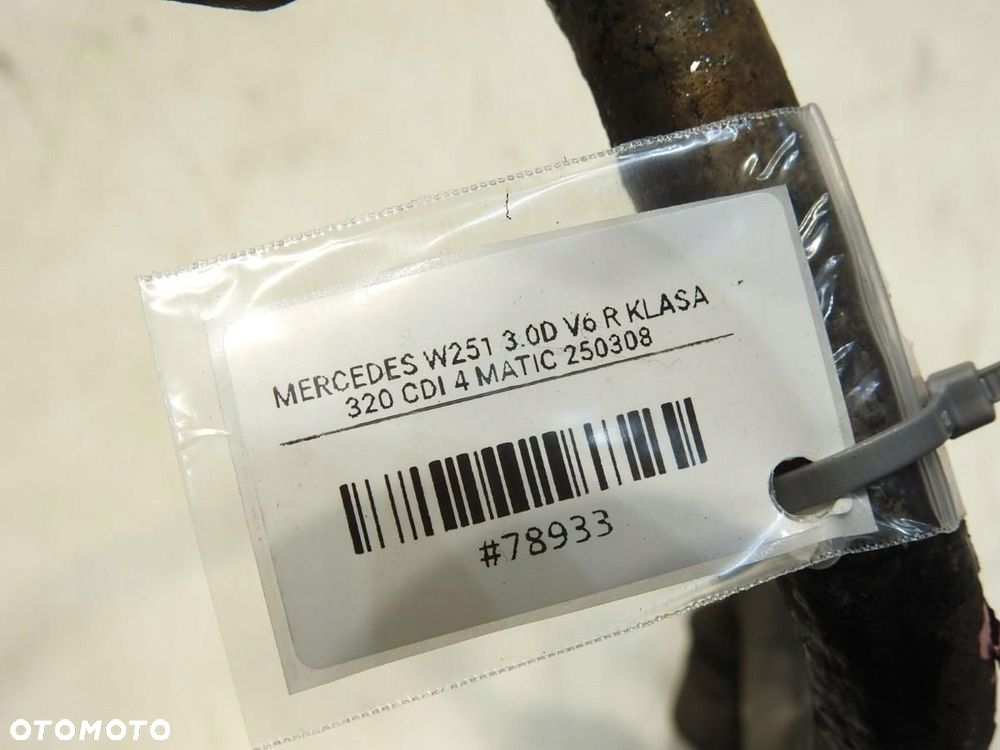 MERCEDES W251 3.0D V6 R KLASA
320 CDI 4 MATIC 250308
#78933
OTOMOTO